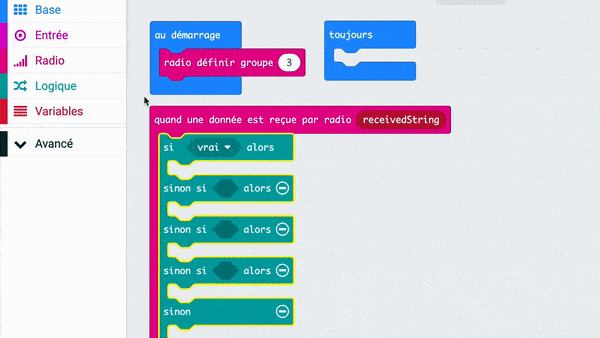 Base
Entrée
Radio
Logique
Variables
Avancé
au démarrage
radio définir groupe 3
toujours
quand une donnée est reçue par radio receivedString
si vrai alors
sinon si alors
sinon si alors
sinon si alors
sinon